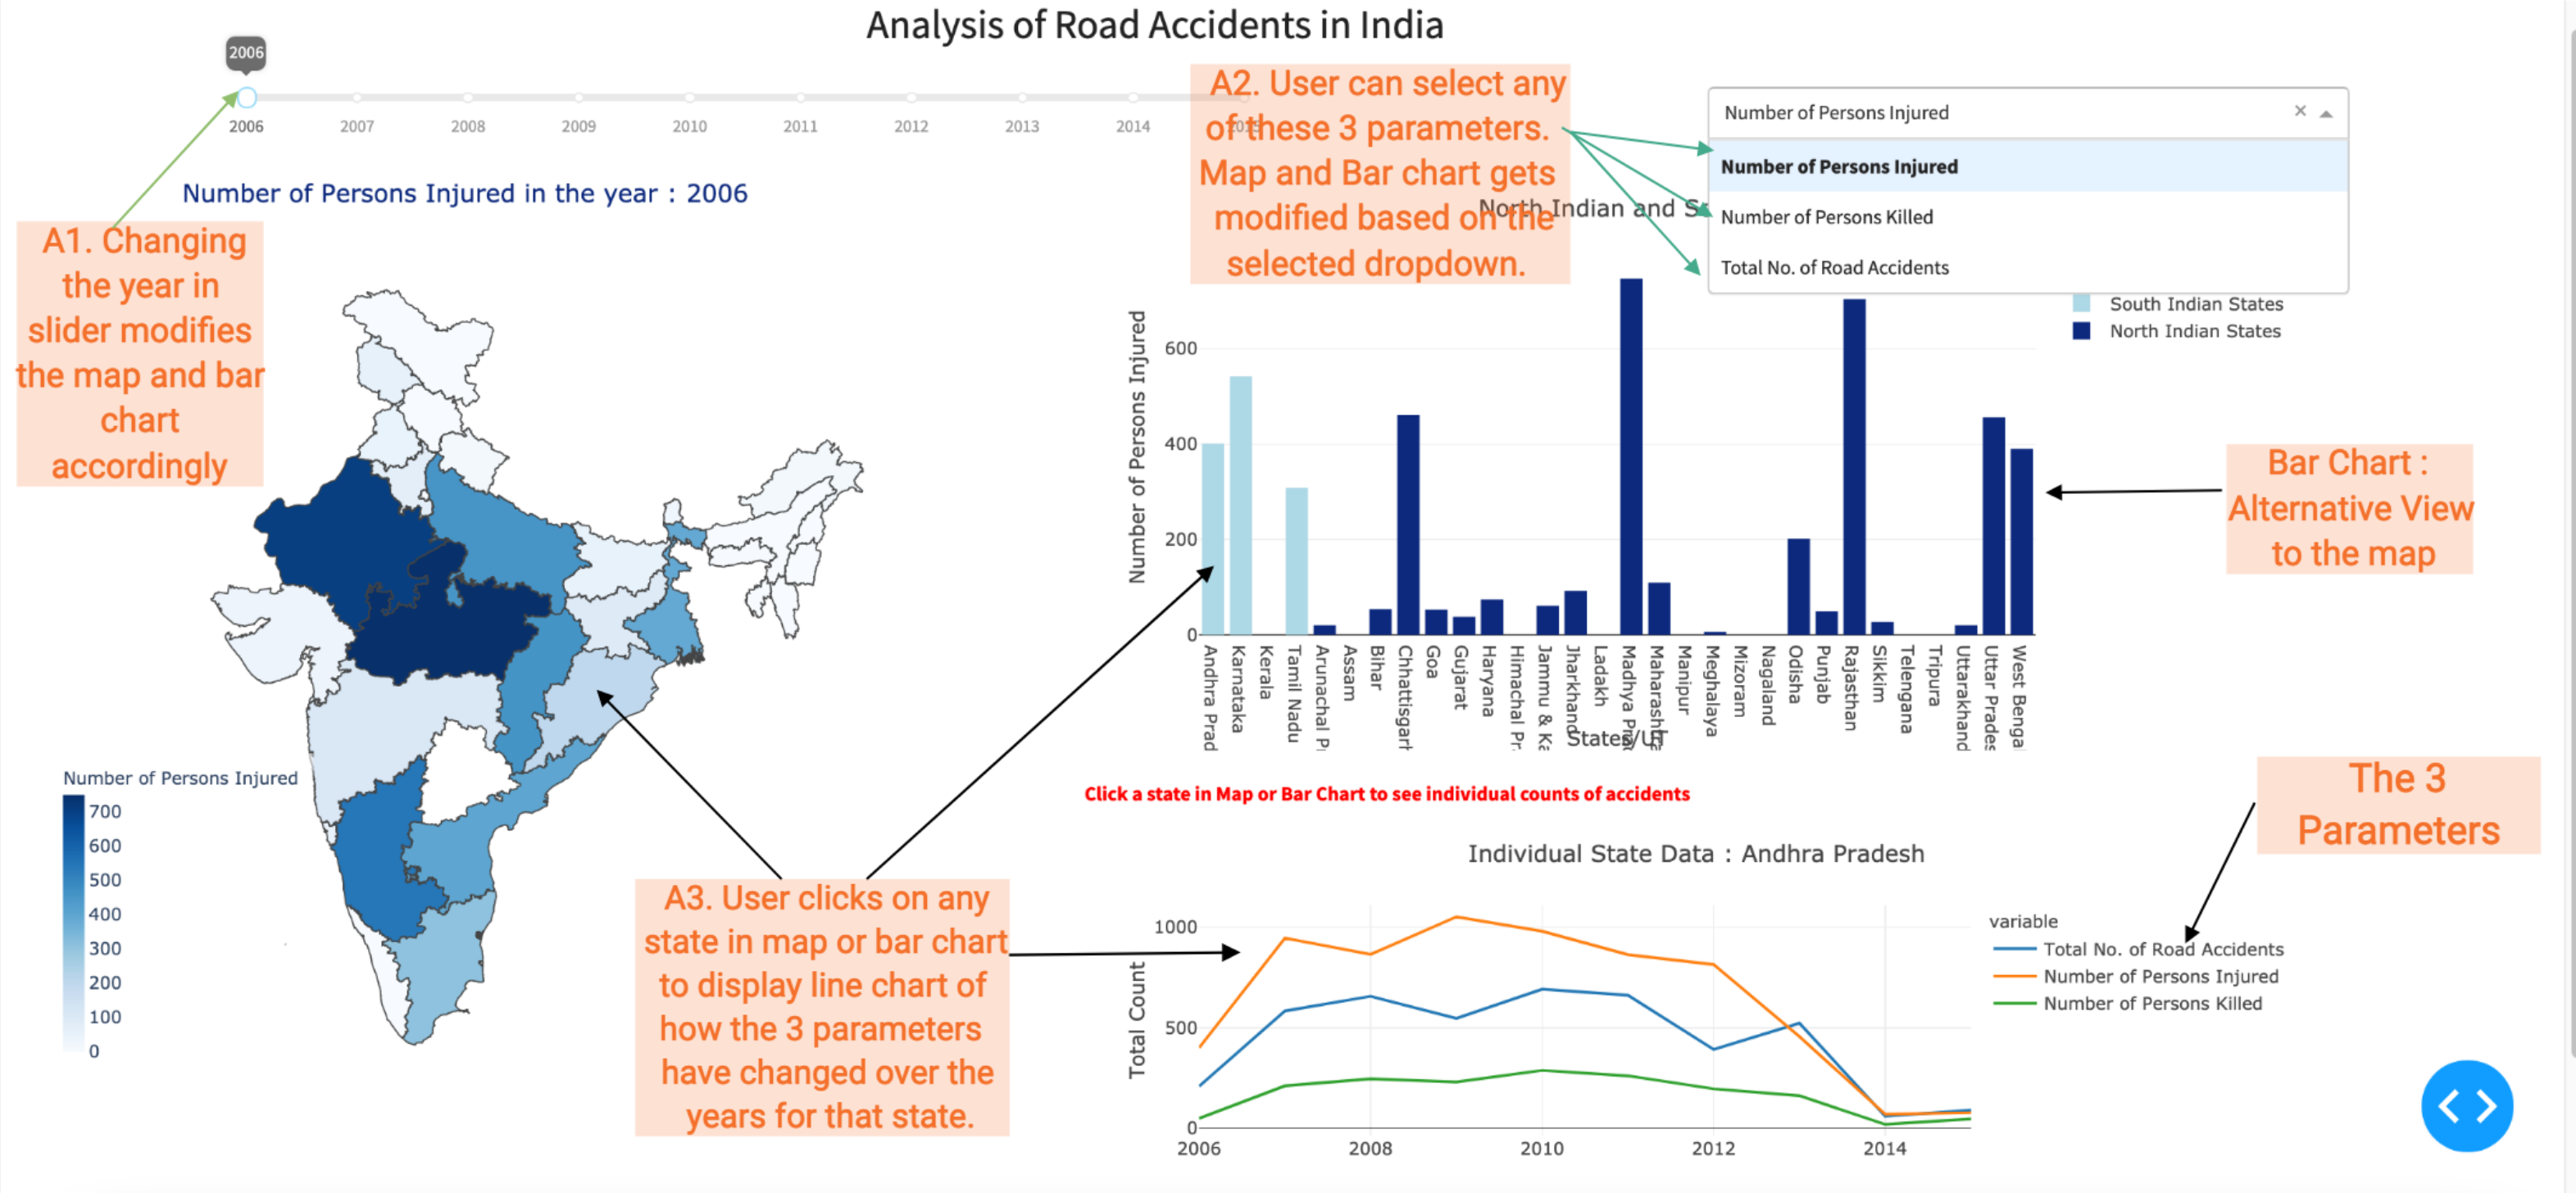 Analysis of Road Accidents in India
2006
2006 2007 2008 2009 2010 2011 2012 2013 2014 2015
A2. User can select any
of these 3 parameters.
Map and Bar chart gets
modified based on the
selected dropdown.
Number of Persons Injured × 
Number of Persons Injured
Number of Persons Killed
Total No. of Road Accidents
Number of Persons Injured in the year : 2006
A1. Changing
the year in
slider modifies
the map and bar
chart
accordingly
Number of Persons Injured
700
600
500
400
300
200
100
0
North Indian and S
South Indian States
North Indian States
Number of Persons Injured
600
400
200
0
Andhra Prad
Karnataka
Kerala
Tamil Nadu
Arunachal P
Assam
Bihar
Chhattisgarh
Goa
Gujarat
Haryana
Himachal Pr
Jammu & Ka
Jharkhand
Ladakh
Madhya Prad
Maharashtra
Manipur
Meghalaya
Mizoram
Nagaland
Odisha
Punjab
Rajasthan
Sikkim
Telengana
Tripura
Uttarakhand
Uttar Prades
West Benga
States/UT
Bar Chart :
Alternative View
to the map
Click a state in Map or Bar Chart to see individual counts of accidents
The 3
Parameters
A3. User clicks on any
state in map or bar chart
to display line chart of
how the 3 parameters
have changed over the
years for that state.
Individual State Data : Andhra Pradesh
Total Count
1000
500
0
2006 2008 2010 2012 2014
variable
Total No. of Road Accidents
Number of Persons Injured
Number of Persons Killed